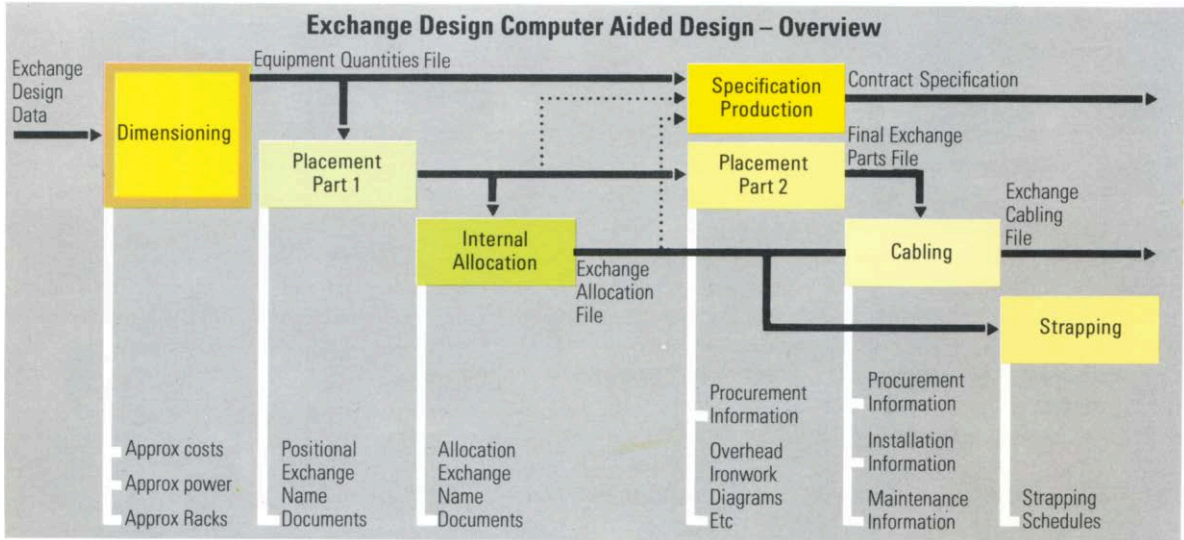 Exchange Design Computer Aided Design – Overview
Exchange
Design
Data
Dimensioning
Equipment Quantities File
Specification
Production
Contract Specification
Placement
Part 1
Placement
Part 2
Final Exchange
Parts File
Internal
Allocation
Exchange
Allocation
File
Cabling
Exchange
Cabling
File
Strapping
Approx costs
Approx power
Approx Racks
Positional
Exchange
Name
Documents
Allocation
Exchange
Name
Documents
Procurement
Information
Overhead
Ironwork
Diagrams
Etc
Procurement
Information
Installation
Information
Maintenance
Information
Strapping
Schedules